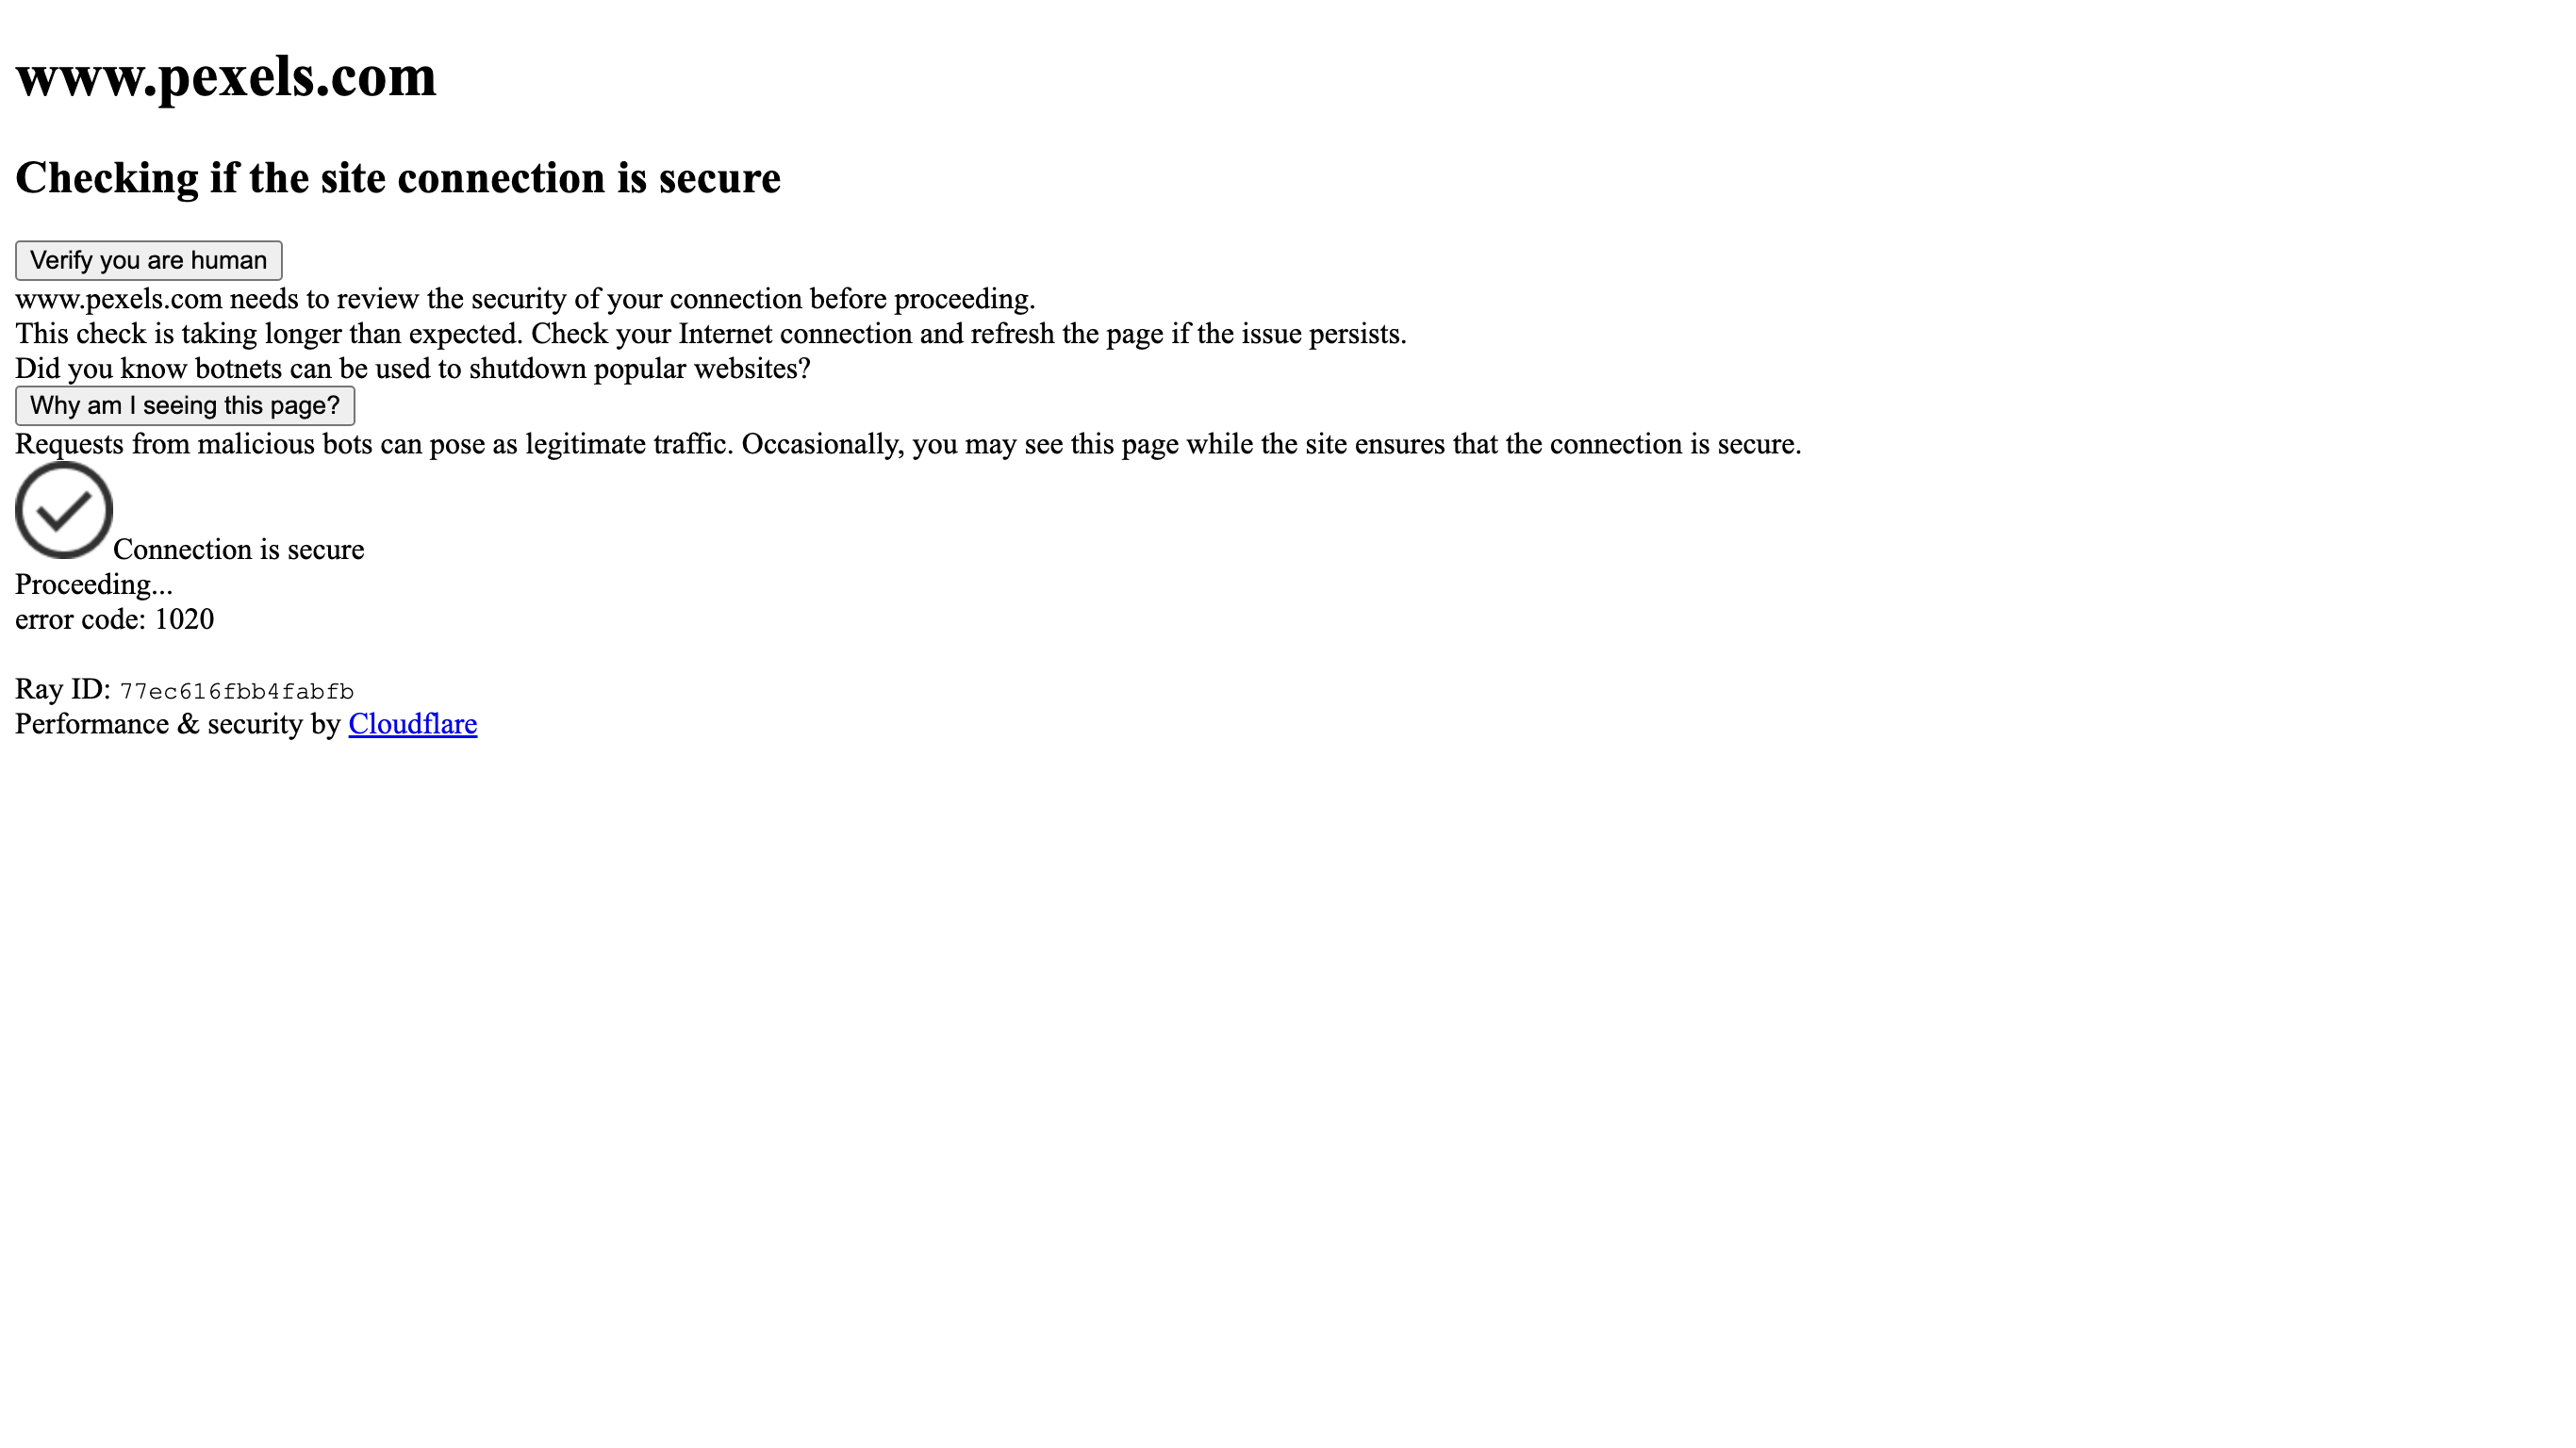 www.pexels.com
Checking if the site connection is secure
Verify you are human
www.pexels.com needs to review the security of your connection before proceeding.
This check is taking longer than expected. Check your Internet connection and refresh the page if the issue persists.
Did you know botnets can be used to shutdown popular websites?
Why am I seeing this page?
Requests from malicious bots can pose as legitimate traffic. Occasionally, you may see this page while the site ensures that the connection is secure.
Connection is secure
Proceeding...
error code: 1020
Ray ID: 77ec616fbb4fabfb
Performance & security by Cloudflare